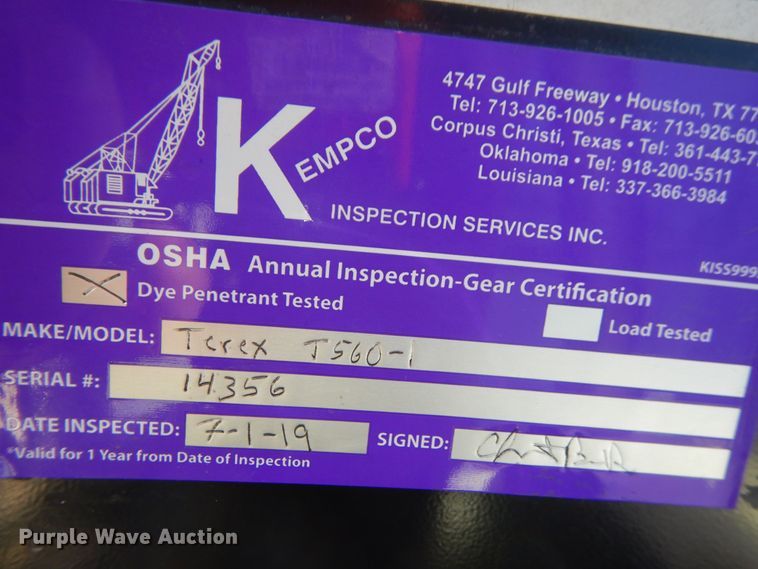 KEMPCO
INSPECTION SERVICES INC.
4747 Gulf Freeway • Houston, TX
Tel: 713-926-1005 • Fax: 713-926-
Corpus Christi, Texas • Tel: 361-443-
Oklahoma • Tel: 918-200-5511
Louisiana • Tel: 337-366-3984
KISS999
OSHA Annual Inspection-Gear Certification
X Dye Penetrant Tested
Load Tested
MAKE/MODEL: Terex T560-1
SERIAL #: 14356
DATE INSPECTED: 7-1-19 SIGNED:
*Valid for 1 Year from Date of Inspection
Purple Wave Auction